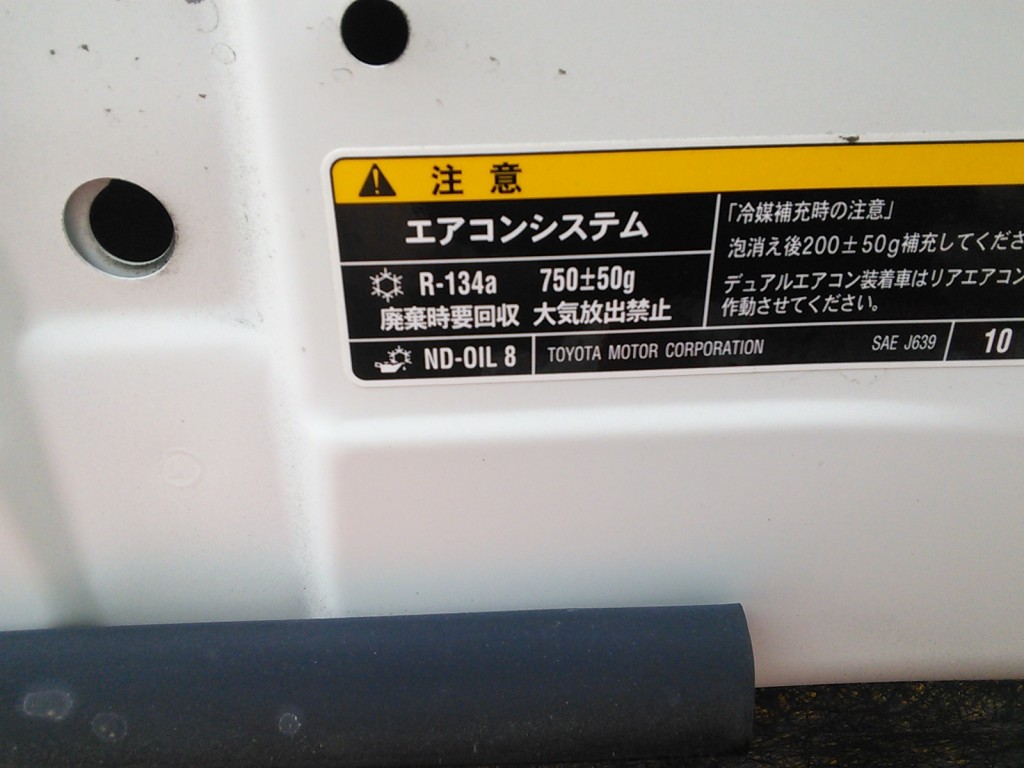 注意
エアコンシステム
R-134a 750±50g
廃棄時要回収 大気放出禁止
ND-OIL 8
TOYOTA MOTOR CORPORATION
SAE J639
10
「冷媒補充時の注意」
泡消え後200±50g補充してくださ
デュアルエアコン装着車はリアエアコン
作動させてください。